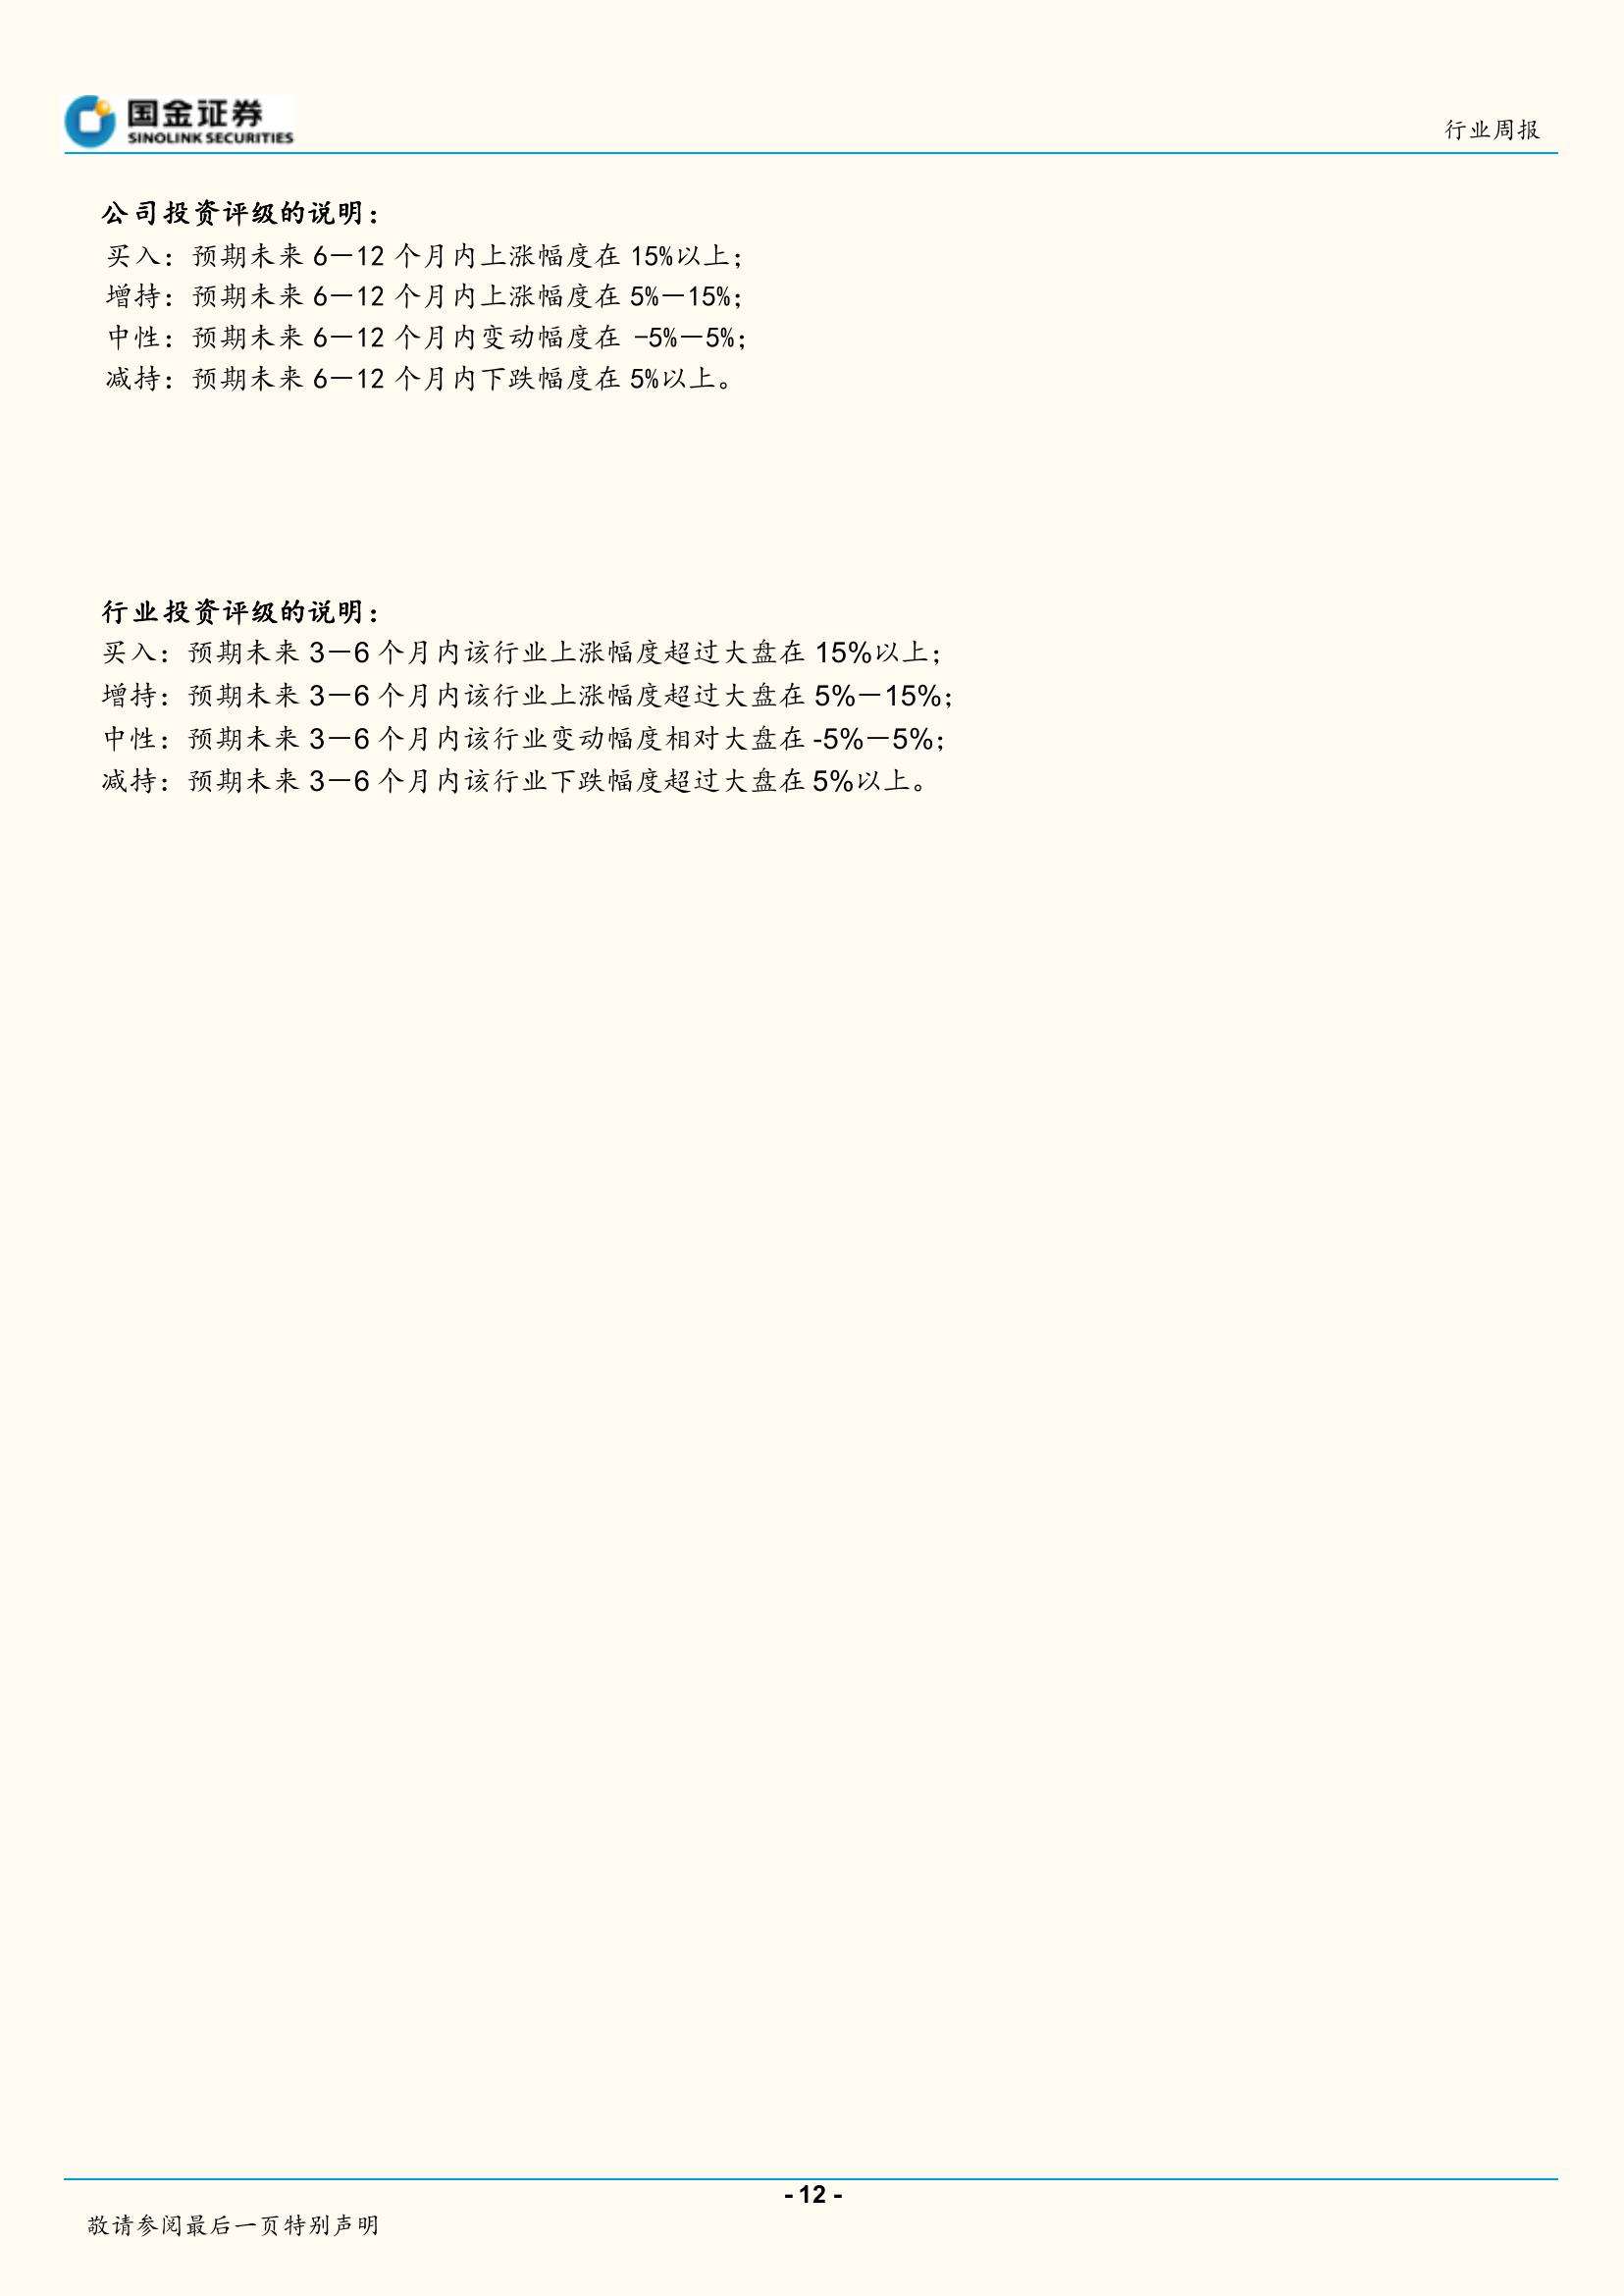 国金证券
SINOLINK SECURITIES
行业周报
公司投资评级的说明：
买入：预期未来 6－12 个月内上涨幅度在 15%以上；
增持：预期未来 6－12 个月内上涨幅度在 5%－15%；
中性：预期未来 6－12 个月内变动幅度在 -5%－5%；
减持：预期未来 6－12 个月内下跌幅度在 5%以上。
行业投资评级的说明：
买入：预期未来 3－6 个月内该行业上涨幅度超过大盘在 15%以上；
增持：预期未来 3－6 个月内该行业上涨幅度超过大盘在 5%－15%；
中性：预期未来 3－6 个月内该行业变动幅度相对大盘在 -5%－5%；
减持：预期未来 3－6 个月内该行业下跌幅度超过大盘在 5%以上。
- 12 -
敬请参阅最后一页特别声明